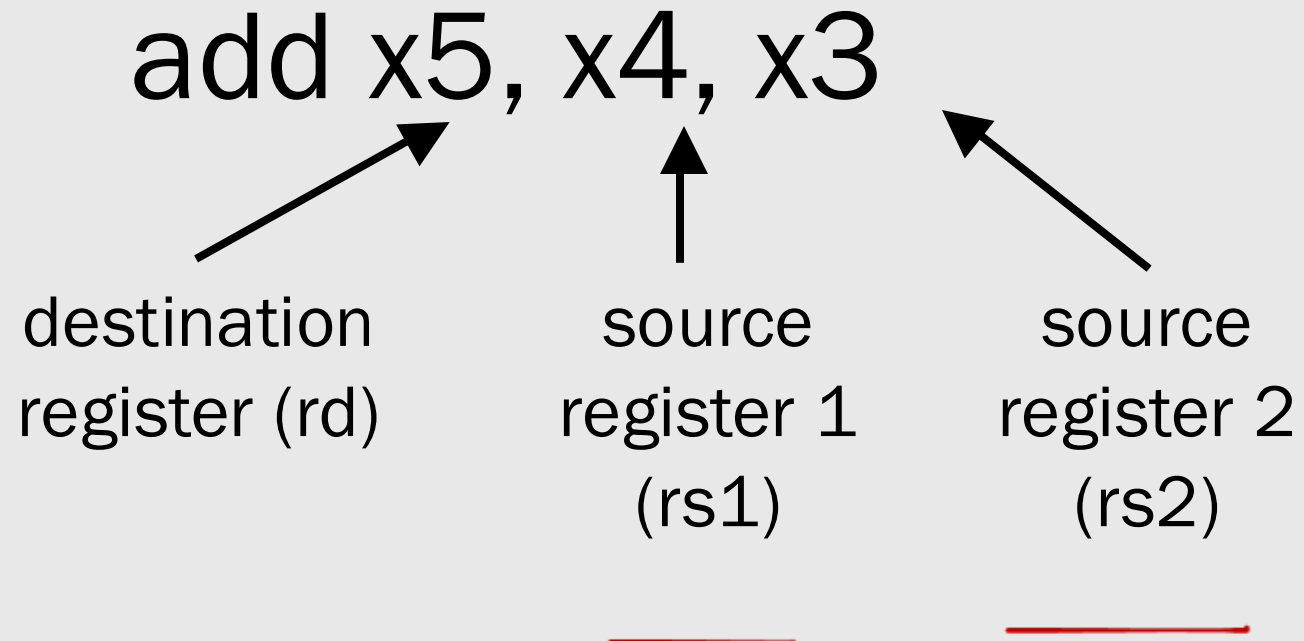 add x5, x4, x3
destination
register (rd)
source
register 1
(rs1)
source
register 2
(rs2)